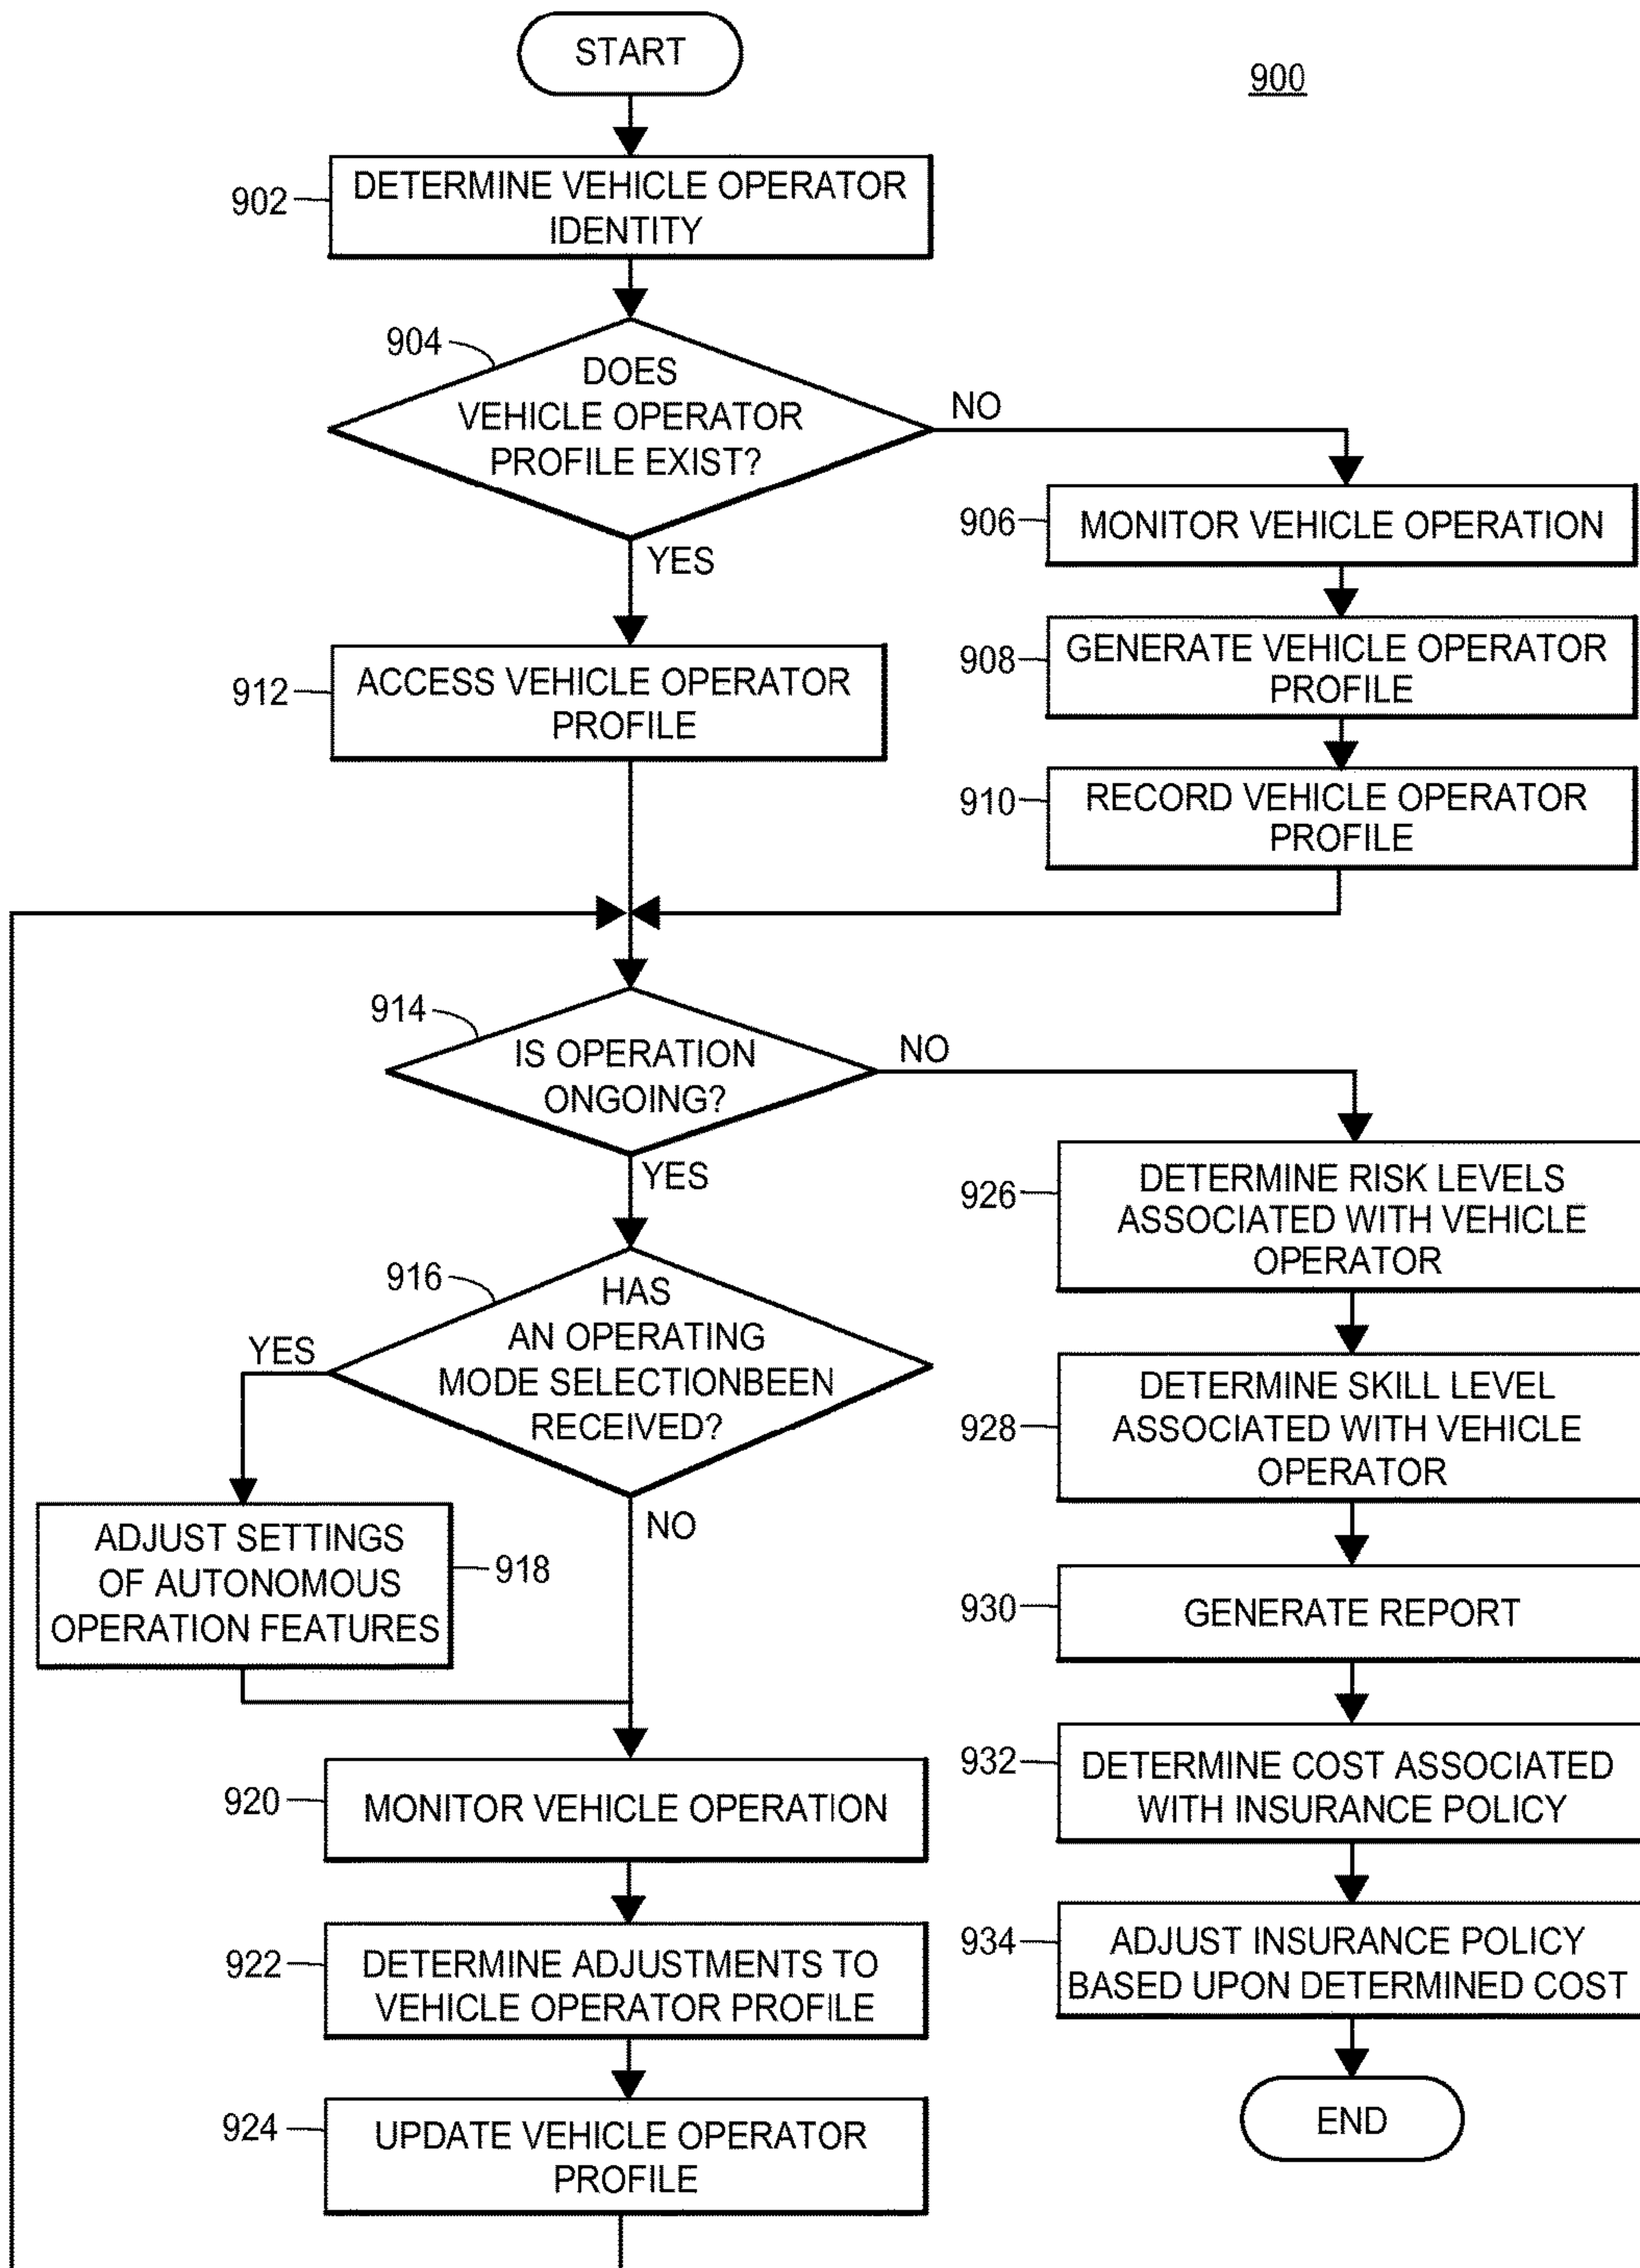 START
900
902
DETERMINE VEHICLE OPERATOR
IDENTITY
904
DOES
VEHICLE OPERATOR
PROFILE EXIST?
NO
YES
906
MONITOR VEHICLE OPERATION
908
GENERATE VEHICLE OPERATOR
PROFILE
910
RECORD VEHICLE OPERATOR
PROFILE
912
ACCESS VEHICLE OPERATOR
PROFILE
914
IS OPERATION
ONGOING?
NO
YES
916
HAS
AN OPERATING
MODE SELECTIONBEEN
RECEIVED?
YES
NO
ADJUST SETTINGS
OF AUTONOMOUS
OPERATION FEATURES
918
920
MONITOR VEHICLE OPERATION
922
DETERMINE ADJUSTMENTS TO
VEHICLE OPERATOR PROFILE
924
UPDATE VEHICLE OPERATOR
PROFILE
926
DETERMINE RISK LEVELS
ASSOCIATED WITH VEHICLE
OPERATOR
928
DETERMINE SKILL LEVEL
ASSOCIATED WITH VEHICLE
OPERATOR
930
GENERATE REPORT
932
DETERMINE COST ASSOCIATED
WITH INSURANCE POLICY
934
ADJUST INSURANCE POLICY
BASED UPON DETERMINED COST
END